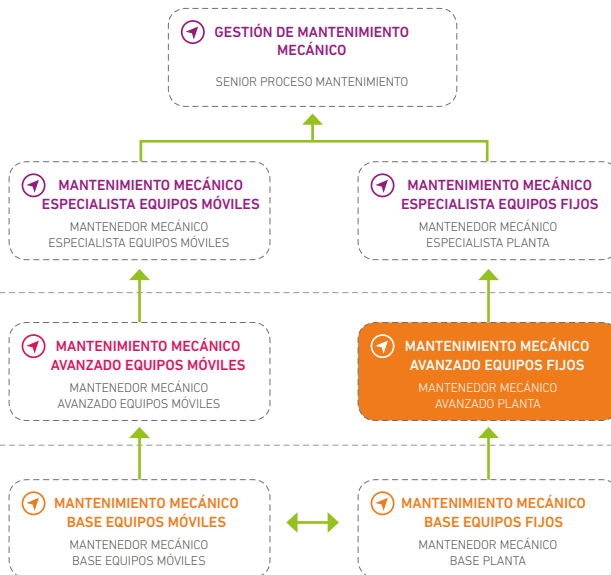 GESTIÓN DE MANTENIMIENTO
MECÁNICO
SENIOR PROCESO MANTENIMIENTO
MANTENIMIENTO MECÁNICO
ESPECIALISTA EQUIPOS MÓVILES
MANTENEDOR MECÁNICO
ESPECIALISTA EQUIPOS MÓVILES
MANTENIMIENTO MECÁNICO
ESPECIALISTA EQUIPOS FIJOS
MANTENEDOR MECÁNICO
ESPECIALISTA PLANTA
MANTENIMIENTO MECÁNICO
AVANZADO EQUIPOS MÓVILES
MANTENEDOR MECÁNICO
AVANZADO EQUIPOS MÓVILES
MANTENIMIENTO MECÁNICO
AVANZADO EQUIPOS FIJOS
MANTENEDOR MECÁNICO
AVANZADO PLANTA
MANTENIMIENTO MECÁNICO
BASE EQUIPOS MÓVILES
MANTENEDOR MECÁNICO
BASE EQUIPOS MÓVILES
MANTENIMIENTO MECÁNICO
BASE EQUIPOS FIJOS
MANTENEDOR MECÁNICO
BASE PLANTA